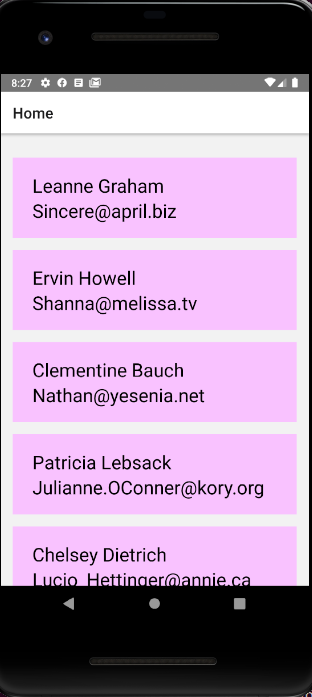 8:27
Home
Leanne Graham
Sincere@april.biz
Ervin Howell
Shanna@melissa.tv
Clementine Bauch
Nathan@yesenia.net
Patricia Lebsack
Julianne.OConner@kory.org
Chelsey Dietrich
Lucio_Hettinger@annie.ca